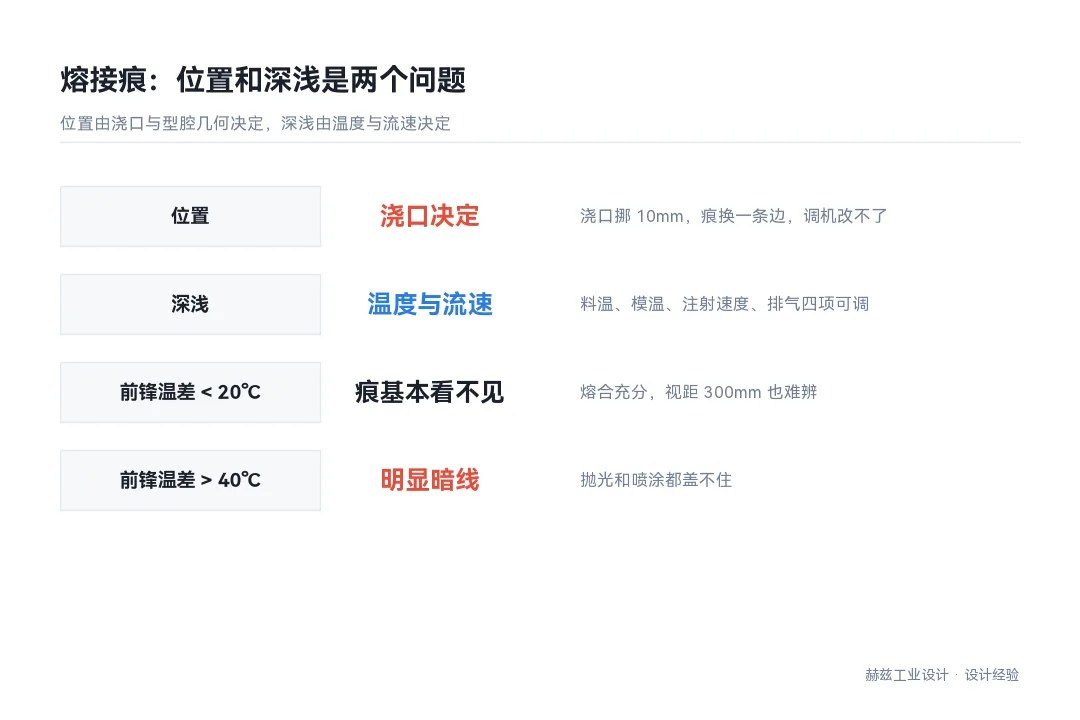 熔接痕：位置和深浅是两个问题
位置由浇口与型腔几何决定，深浅由温度与流速决定
位置 浇口决定 浇口挪 10mm，痕换一条边，调机改不了
深浅 温度与流速 料温、模温、注射速度、排气四项可调
前锋温差 < 20℃ 痕基本看不见 熔合充分，视距 300mm 也难辨
前锋温差 > 40℃ 明显暗线 抛光和喷涂都盖不住
赫兹工业设计 · 设计经验